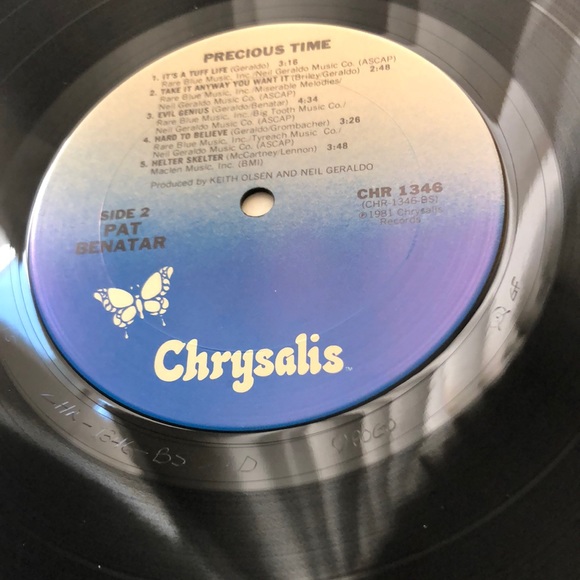 PRECIOUS TIME
1. IT'S A TUFF LIFE (Geraldo) 3:16
Rare Blue Music, Inc./Neil Geraldo Music Co. (ASCAP)
2. TAKE IT ANYWAY YOU WANT IT (Briley/Geraldo) 2:48
Rare Blue Music, Inc./Miserable Melodies/
Neil Geraldo Music Co. (ASCAP)
3. EVIL GENIUS (Geraldo/Benatar) 4:34
Rare Blue Music, Inc./Big Tooth Music Co./
Neil Geraldo Music Co. (ASCAP)
4. HARD TO BELIEVE (Geraldo/Grombacher) 3:26
Rare Blue Music, Inc./Tyreach Music Co./
Neil Geraldo Music Co. (ASCAP)
5. HELTER SKELTER (McCartney/Lennon) 3:48
Maclen Music, Inc. (BMI)
Produced by KEITH OLSEN AND NEIL GERALDO
SIDE 2
PAT
BENATAR
CHR 1346
(CHR-1346-BS)
℗1981 Chrysalis
Records
Chrysalis™